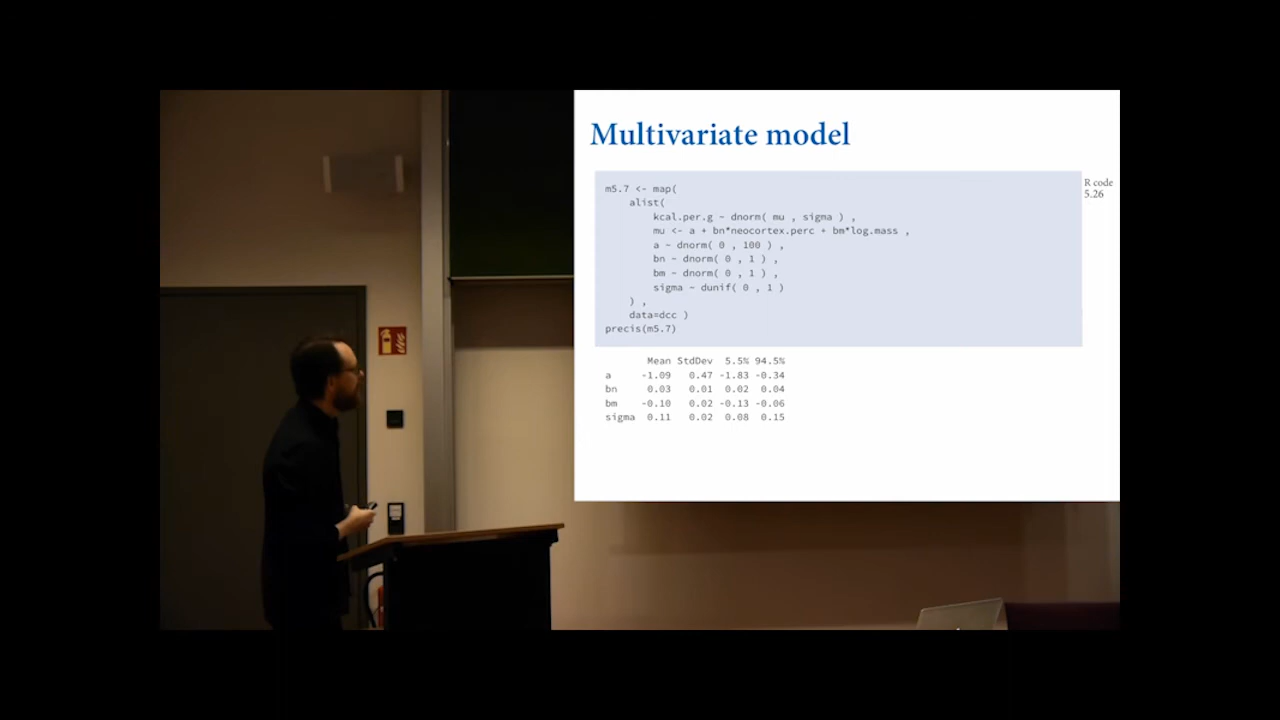 Multivariate model
R code
5.26
m5.7 <- map(
    alist(
        kcal.per.g ~ dnorm( mu , sigma ) ,
        mu <- a + bn*neocortex.perc + bm*log.mass ,
        a ~ dnorm( 0 , 100 ) ,
        bn ~ dnorm( 0 , 1 ) ,
        bm ~ dnorm( 0 , 1 ) ,
        sigma ~ dunif( 0 , 1 )
    ) ,
    data=dcc )
precis(m5.7)
Mean StdDev 5.5% 94.5%
a -1.09 0.47 -1.83 -0.34
bn 0.03 0.01 0.02 0.04
bm -0.10 0.02 -0.13 -0.06
sigma 0.11 0.02 0.08 0.15